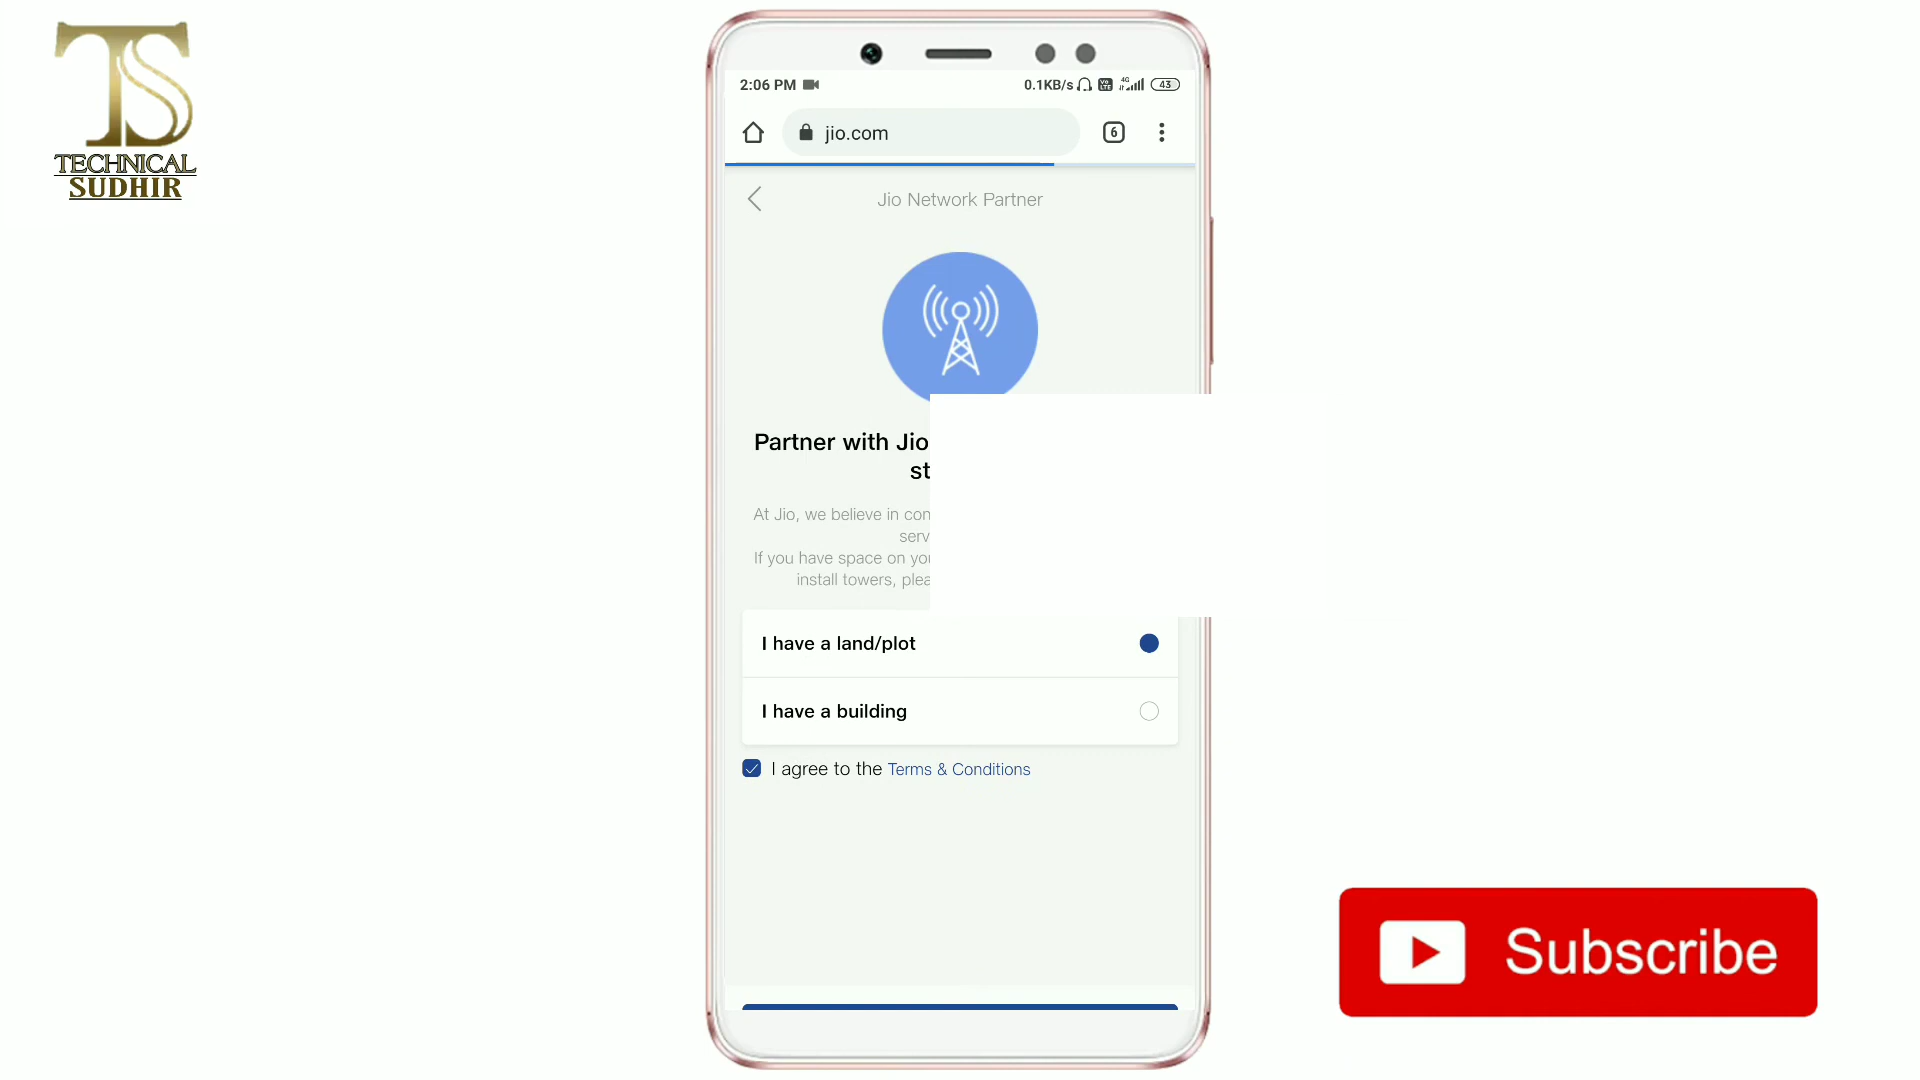 TECHNICAL
SUDHIR
2:06 PM
0.1KB/s
4G
43
jio.com
6
Jio Network Partner
Partner with Jio
st
At Jio, we believe in con
serv
If you have space on you
install towers, plea
I have a land/plot
I have a building
I agree to the Terms & Conditions
Subscribe